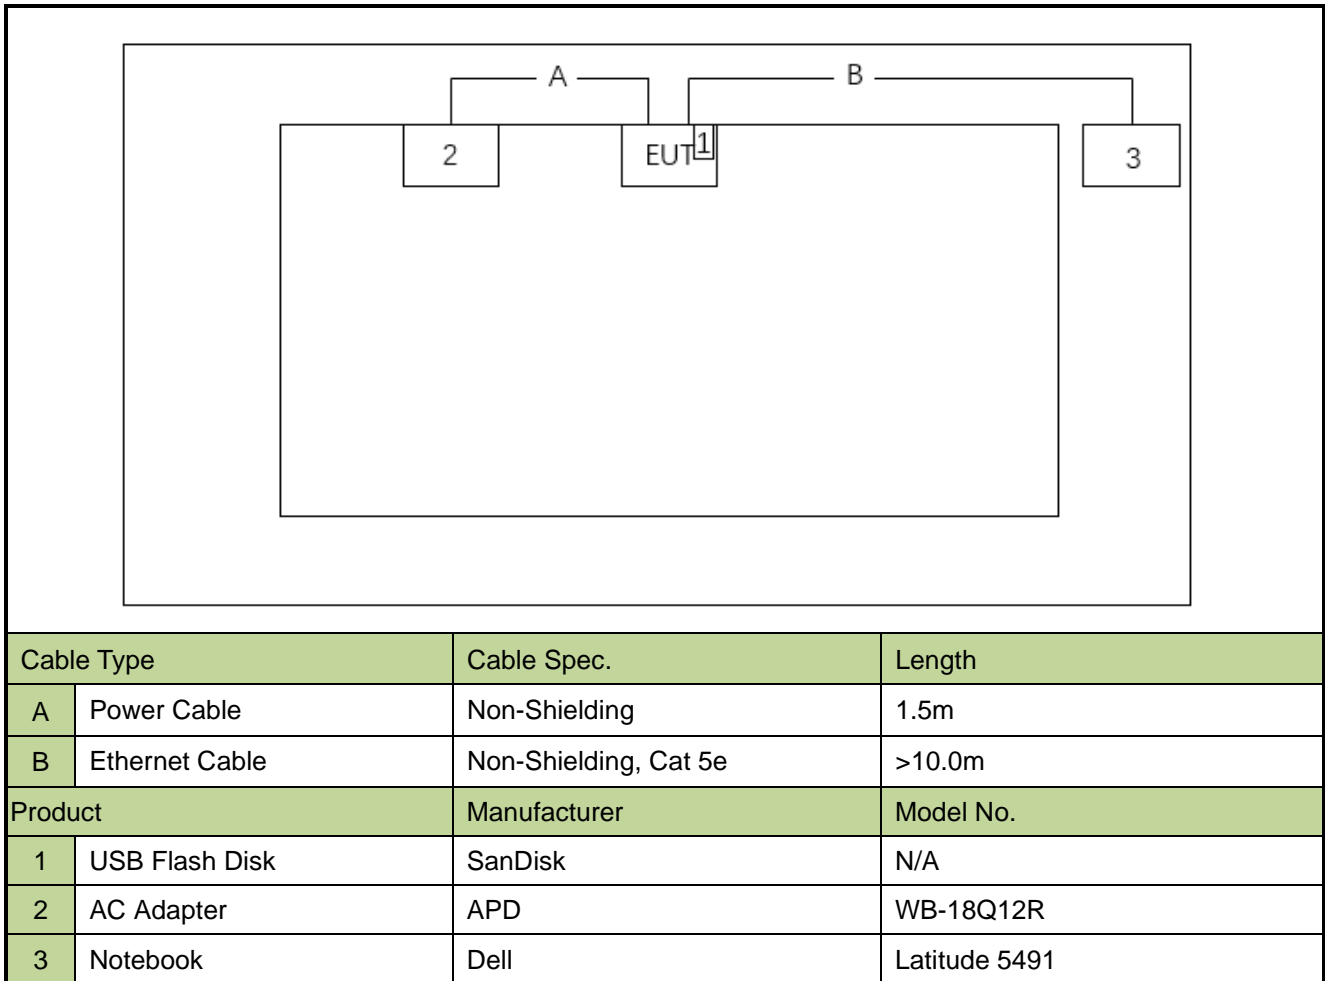 A B
2 EUT 1 3
Cable Type Cable Spec. Length
A Power Cable Non-Shielding 1.5m
B Ethernet Cable Non-Shielding, Cat 5e >10.0m
Product Manufacturer Model No.
1 USB Flash Disk SanDisk N/A
2 AC Adapter APD WB-18Q12R
3 Notebook Dell Latitude 5491